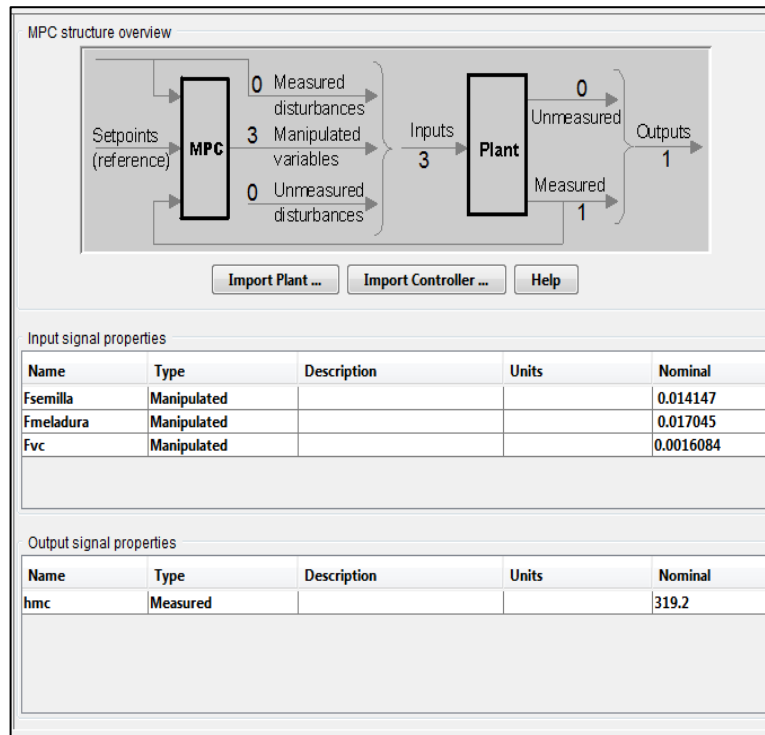 MPC structure overview
0 Measured disturbances
Setpoints (reference)
MPC
3 Manipulated variables
0 Unmeasured disturbances
Inputs
3
Plant
0
Unmeasured
Measured
1
Outputs
1
Import Plant ... Import Controller ... Help
Input signal properties
Name Type Description Units Nominal
Fsemilla Manipulated 0.014147
Fmeladura Manipulated 0.017045
Fvc Manipulated 0.0016084
Output signal properties
Name Type Description Units Nominal
hmc Measured 319.2